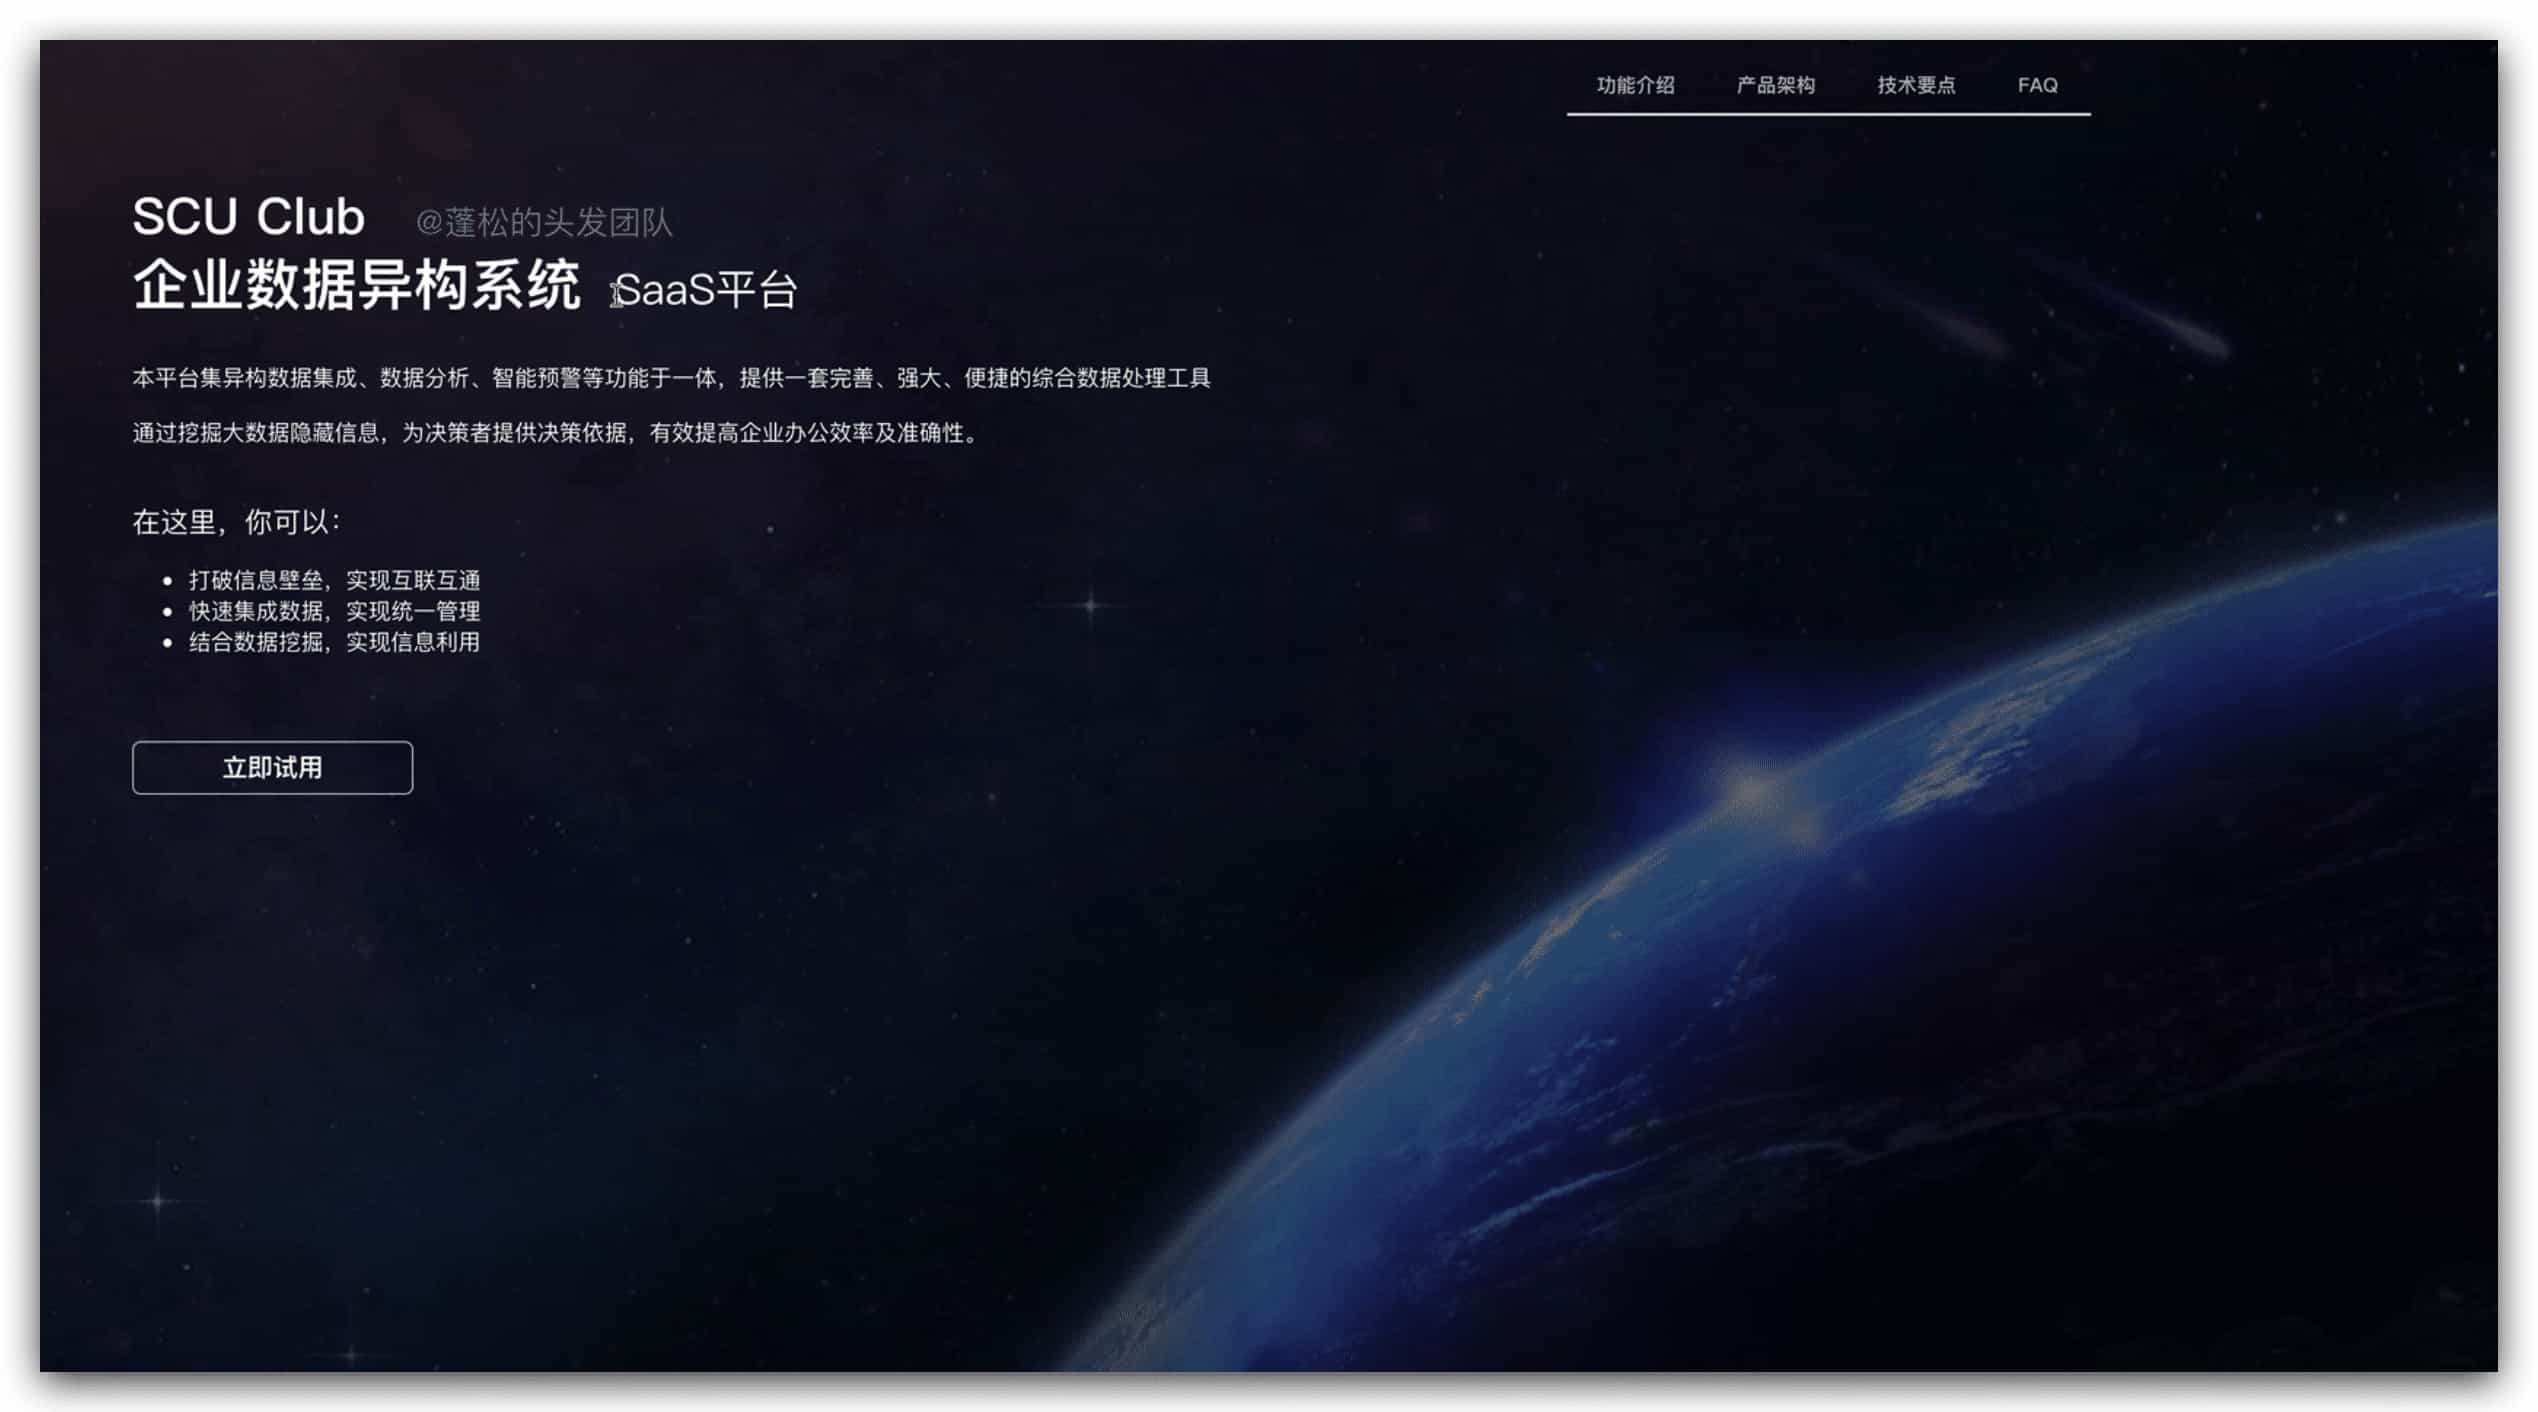 功能介绍 产品架构 技术要点 FAQ
SCU Club @蓬松的头发团队
企业数据异构系统 SaaS平台
本平台集异构数据集成、数据分析、智能预警等功能于一体，提供一套完善、强大、便捷的综合数据处理工具
通过挖掘大数据隐藏信息，为决策者提供决策依据，有效提高企业办公效率及准确性。
在这里，你可以：
• 打破信息壁垒，实现互联互通
• 快速集成数据，实现统一管理
• 结合数据挖掘，实现信息利用
立即试用